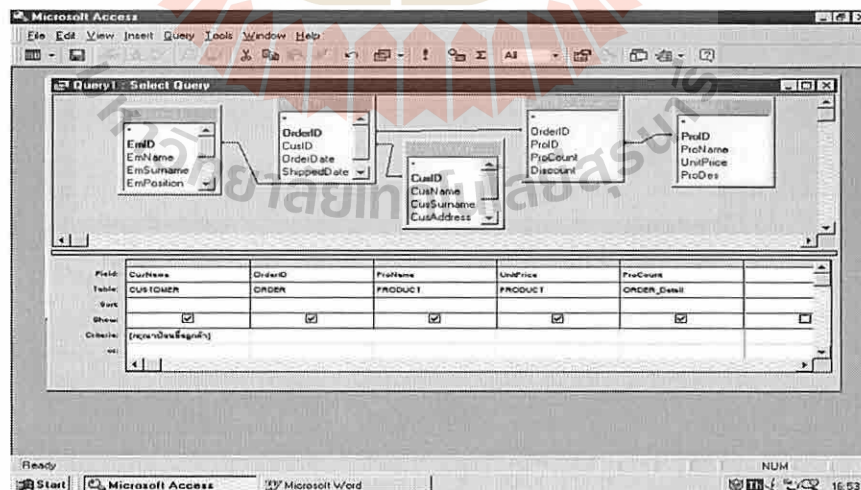 Microsoft Access
File Edit View Insert Query Tools Window Help
All
Query1 : Select Query
*
EmID
EmName
EmSurname
EmPosition
*
OrderID
CusID
OrderDate
ShippedDate
*
CusID
CusName
CusSurname
CusAddress
*
OrderID
ProID
ProCount
Discount
*
ProID
ProName
UnitPrice
ProDes
Field: CusName OrderID ProName UnitPrice ProCount
Table: CUSTOMER ORDER PRODUCT PRODUCT ORDER_Detail
Sort:
Show:
Criteria: [กรุณาป้อนชื่อลูกค้า]
or:
Ready NUM
Start Microsoft Access Microsoft Word 16:53